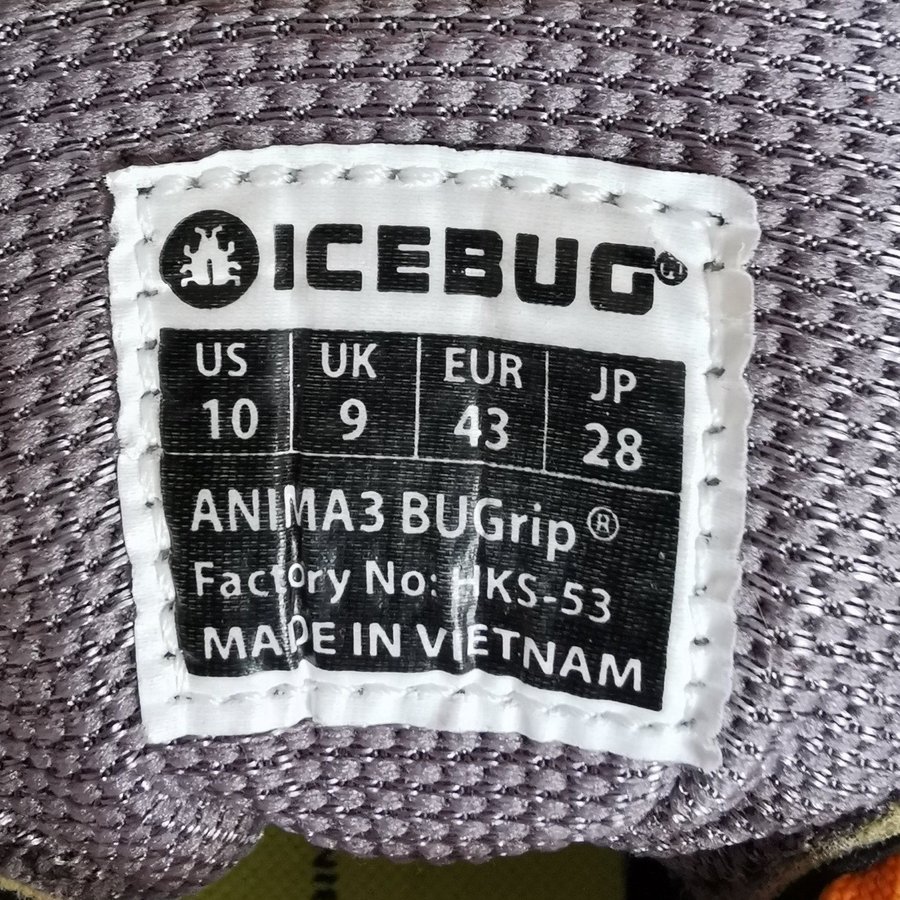 ICEBUG®
US UK EUR JP
10 9 43 28
ANIMA3 BUGrip®
Factory No: HKS-53
MADE IN VIETNAM